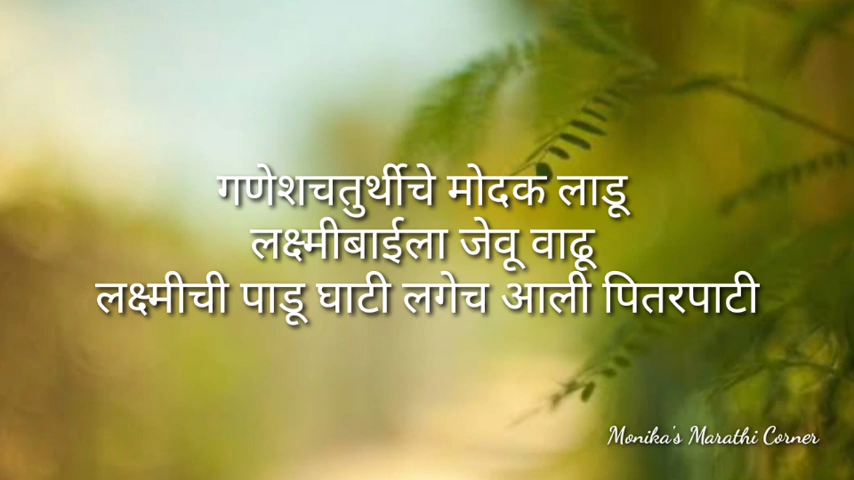 गणेशचतुर्थीचे मोदक लाडू
लक्ष्मीबाईला जेवू वाढू
लक्ष्मीची पाडू घाटी लगेच आली पितरपाटी
Monika's Marathi Corner